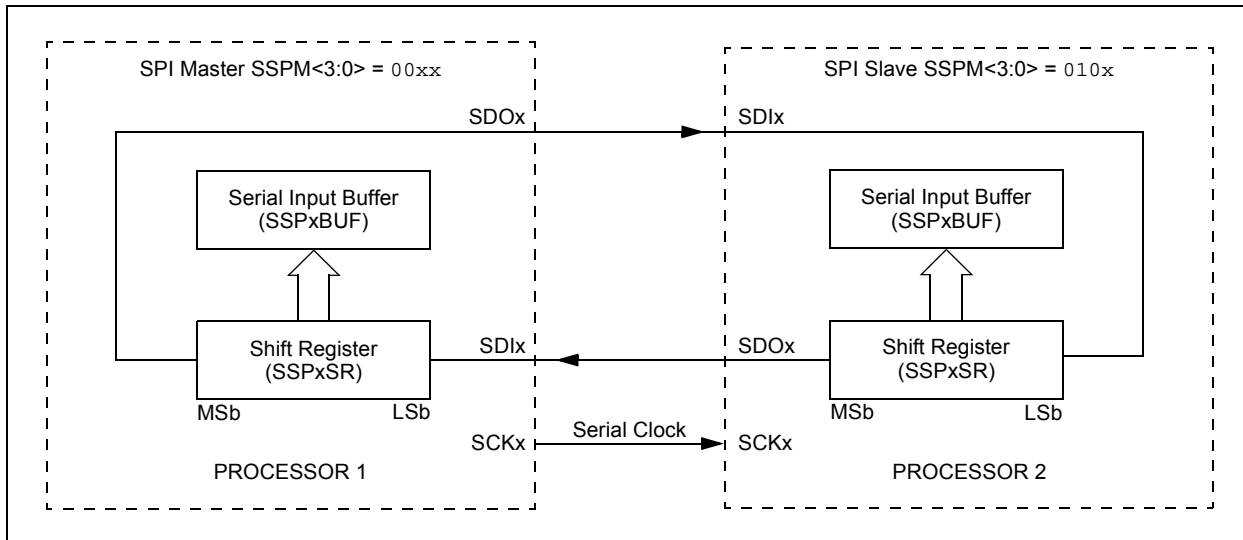 SPI Master SSPM<3:0> = 00xx
SDOx
Serial Input Buffer
(SSPxBUF)
Shift Register
(SSPxSR)
MSb
LSb
SDIx
SCKx
PROCESSOR 1
Serial Clock
SPI Slave SSPM<3:0> = 010x
SDIx
Serial Input Buffer
(SSPxBUF)
SDOx
Shift Register
(SSPxSR)
MSb
LSb
SCKx
PROCESSOR 2